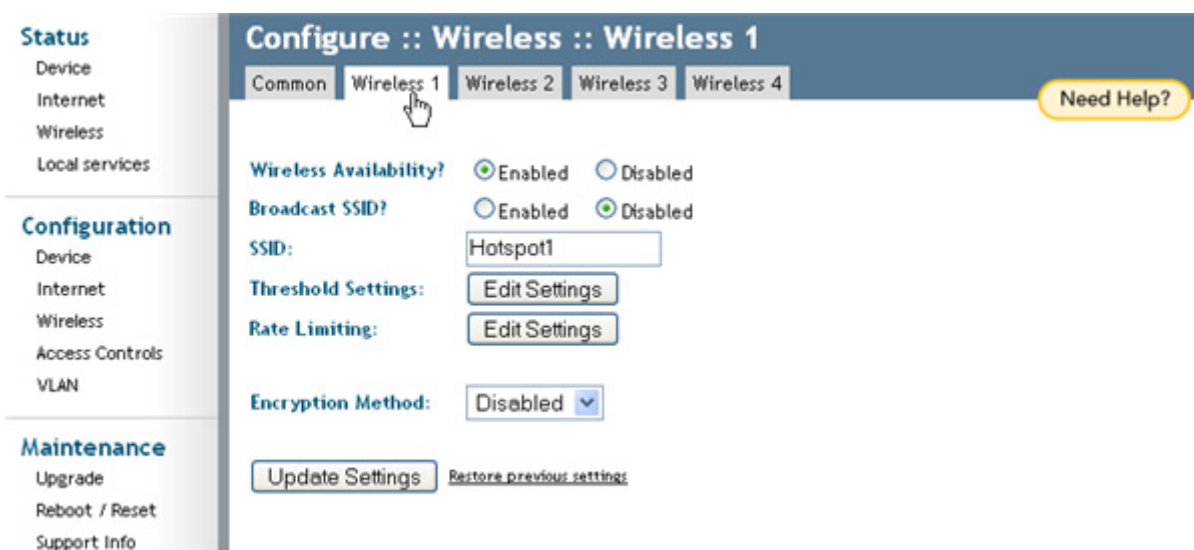 Status
Device
Internet
Wireless
Local services
Configuration
Device
Internet
Wireless
Access Controls
VLAN
Maintenance
Upgrade
Reboot / Reset
Support Info
Configure :: Wireless :: Wireless 1
Common Wireless 1 Wireless 2 Wireless 3 Wireless 4
Need Help?
Wireless Availability? Enabled Disabled
Broadcast SSID? Enabled Disabled
SSID: Hotspot1
Threshold Settings: Edit Settings
Rate Limiting: Edit Settings
Encryption Method: Disabled
Update Settings Restore previous settings